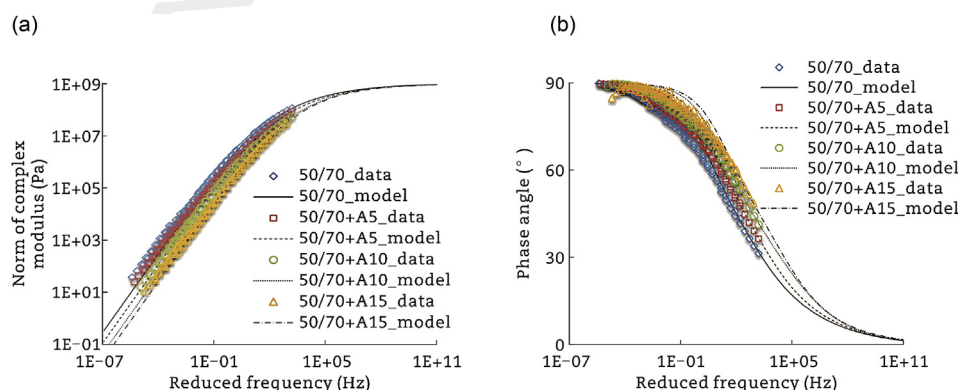 (a)
Norm of complex
modulus (Pa)
1E+09
1E+07
1E+05
1E+03
1E+01
1E−01
1E−07
1E−01
1E+05
1E+11
Reduced frequency (Hz)
50/70_data
50/70_model
50/70+A5_data
50/70+A5_model
50/70+A10_data
50/70+A10_model
50/70+A15_data
50/70+A15_model
(b)
Phase angle (°)
90
60
30
0
1E−07
1E−01
1E+05
1E+11
Reduced frequency (Hz)
50/70_data
50/70_model
50/70+A5_data
50/70+A5_model
50/70+A10_data
50/70+A10_model
50/70+A15_data
50/70+A15_model